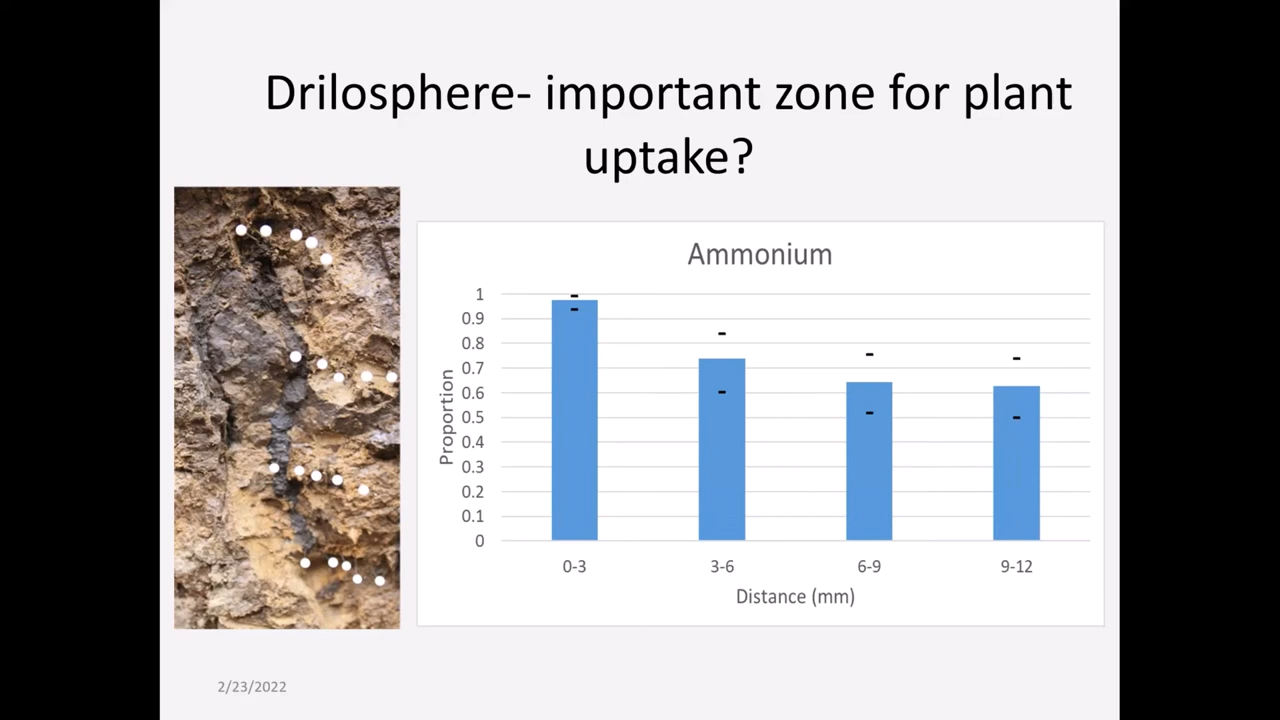 Drilosphere- important zone for plant
uptake?
Ammonium
1
0.9
0.8
0.7
0.6
0.5
0.4
0.3
0.2
0.1
0
Proportion
0-3 3-6 6-9 9-12
Distance (mm)
2/23/2022